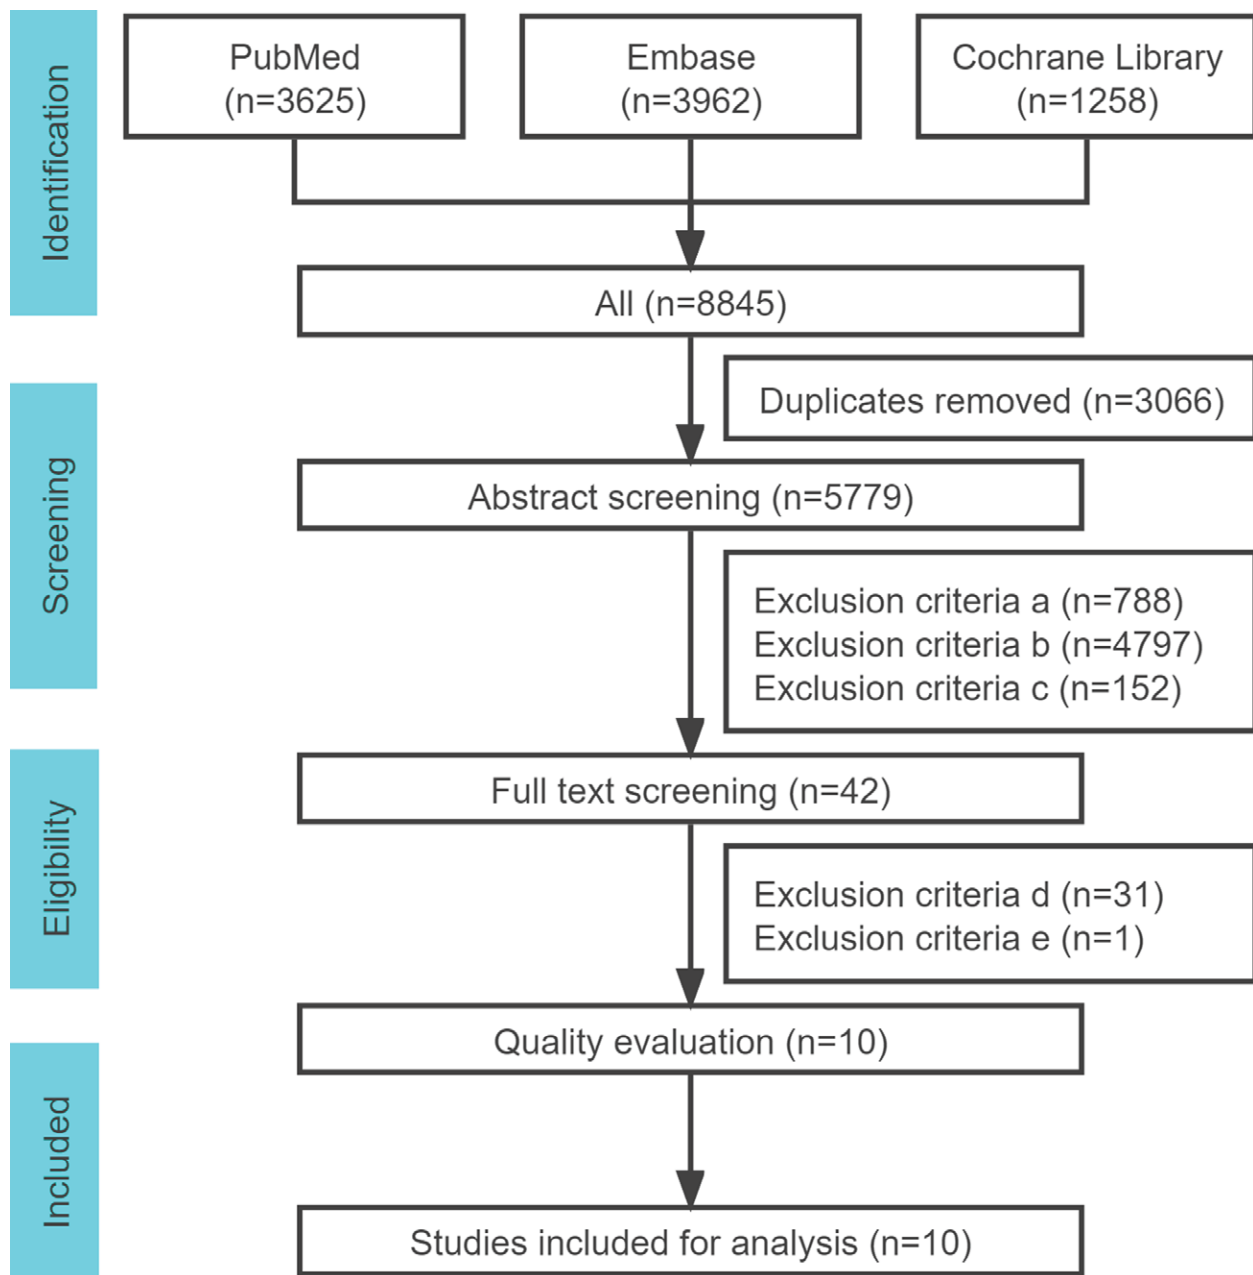 Identification
PubMed
(n=3625)
Embase
(n=3962)
Cochrane Library
(n=1258)
All (n=8845)
Duplicates removed (n=3066)
Screening
Abstract screening (n=5779)
Exclusion criteria a (n=788)
Exclusion criteria b (n=4797)
Exclusion criteria c (n=152)
Eligibility
Full text screening (n=42)
Exclusion criteria d (n=31)
Exclusion criteria e (n=1)
Quality evaluation (n=10)
Included
Studies included for analysis (n=10)